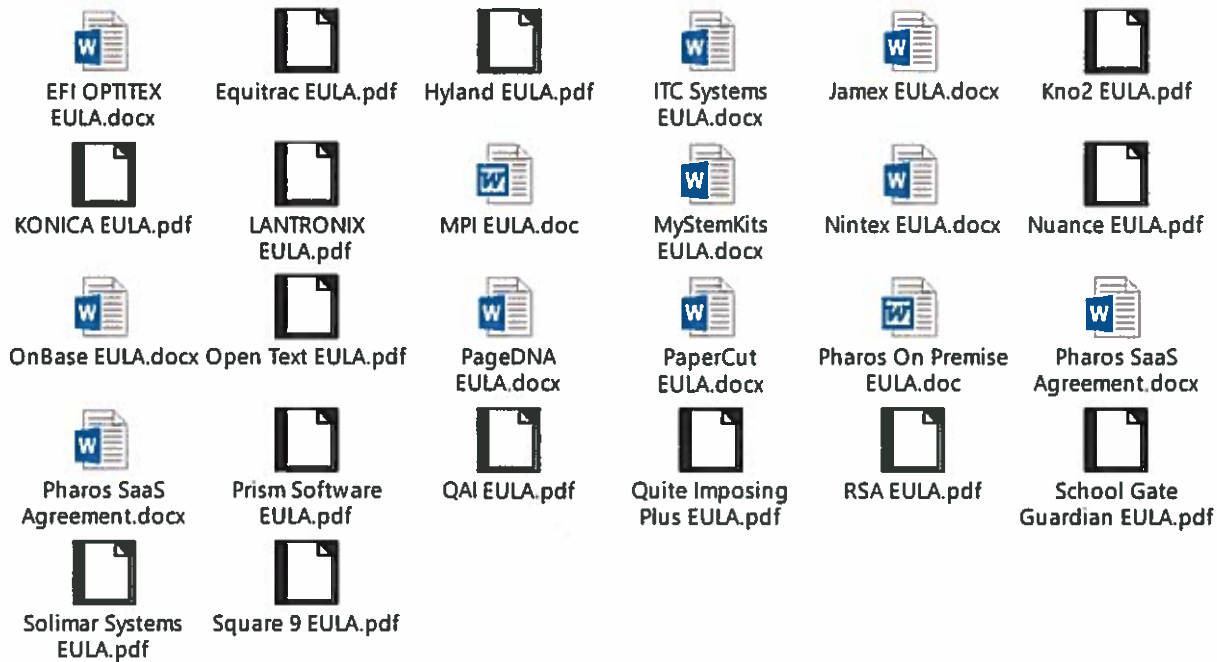 EFI OPTITEX EULA.docx
Equitrac EULA.pdf
Hyland EULA.pdf
ITC Systems EULA.docx
Jamex EULA.docx
Kno2 EULA.pdf
KONICA EULA.pdf
LANTRONIX EULA.pdf
MPI EULA.doc
MyStemKits EULA.docx
Nintex EULA.docx
Nuance EULA.pdf
OnBase EULA.docx
Open Text EULA.pdf
PageDNA EULA.docx
PaperCut EULA.docx
Pharos On Premise EULA.doc
Pharos SaaS Agreement.docx
Pharos SaaS Agreement.docx
Prism Software EULA.pdf
QAI EULA.pdf
Quite Imposing Plus EULA.pdf
RSA EULA.pdf
School Gate Guardian EULA.pdf
Solimar Systems EULA.pdf
Square 9 EULA.pdf